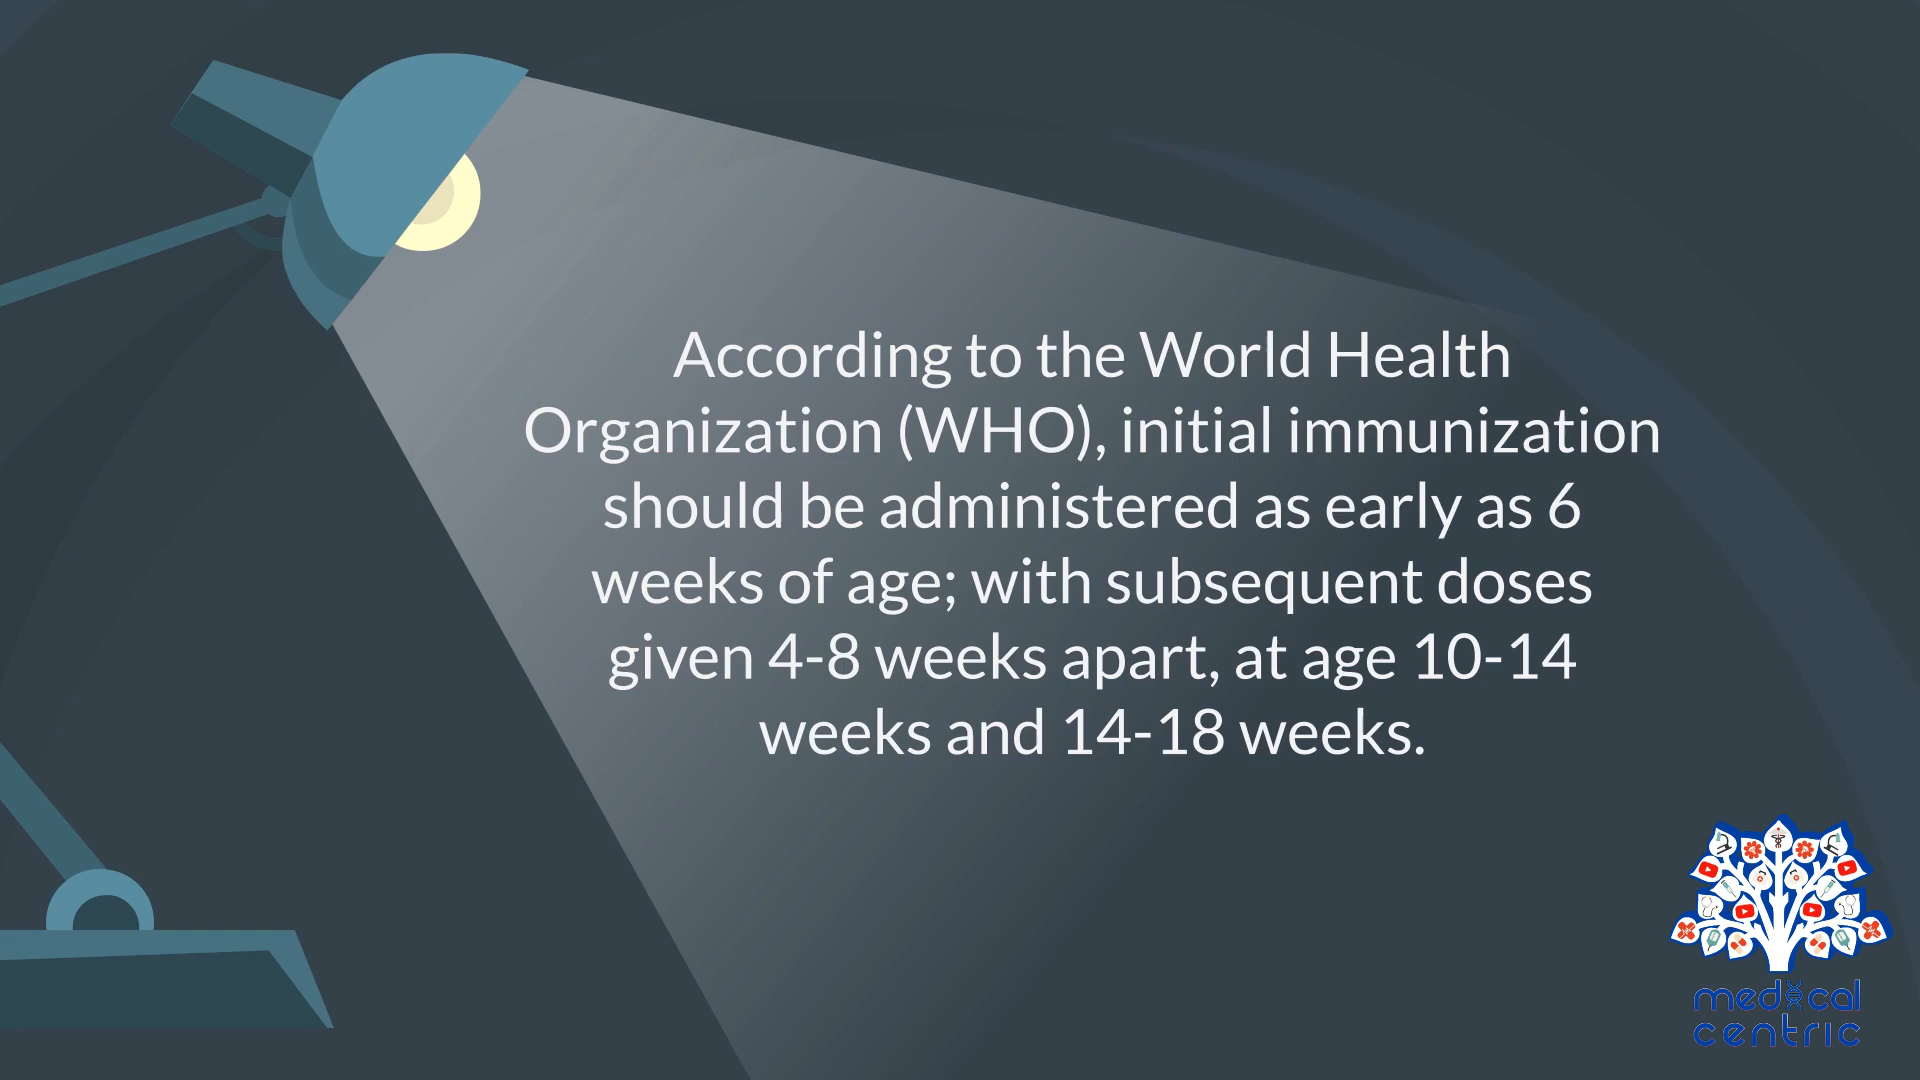 According to the World Health
Organization (WHO), initial immunization
should be administered as early as 6
weeks of age; with subsequent doses
given 4-8 weeks apart, at age 10-14
weeks and 14-18 weeks.
medical
centric